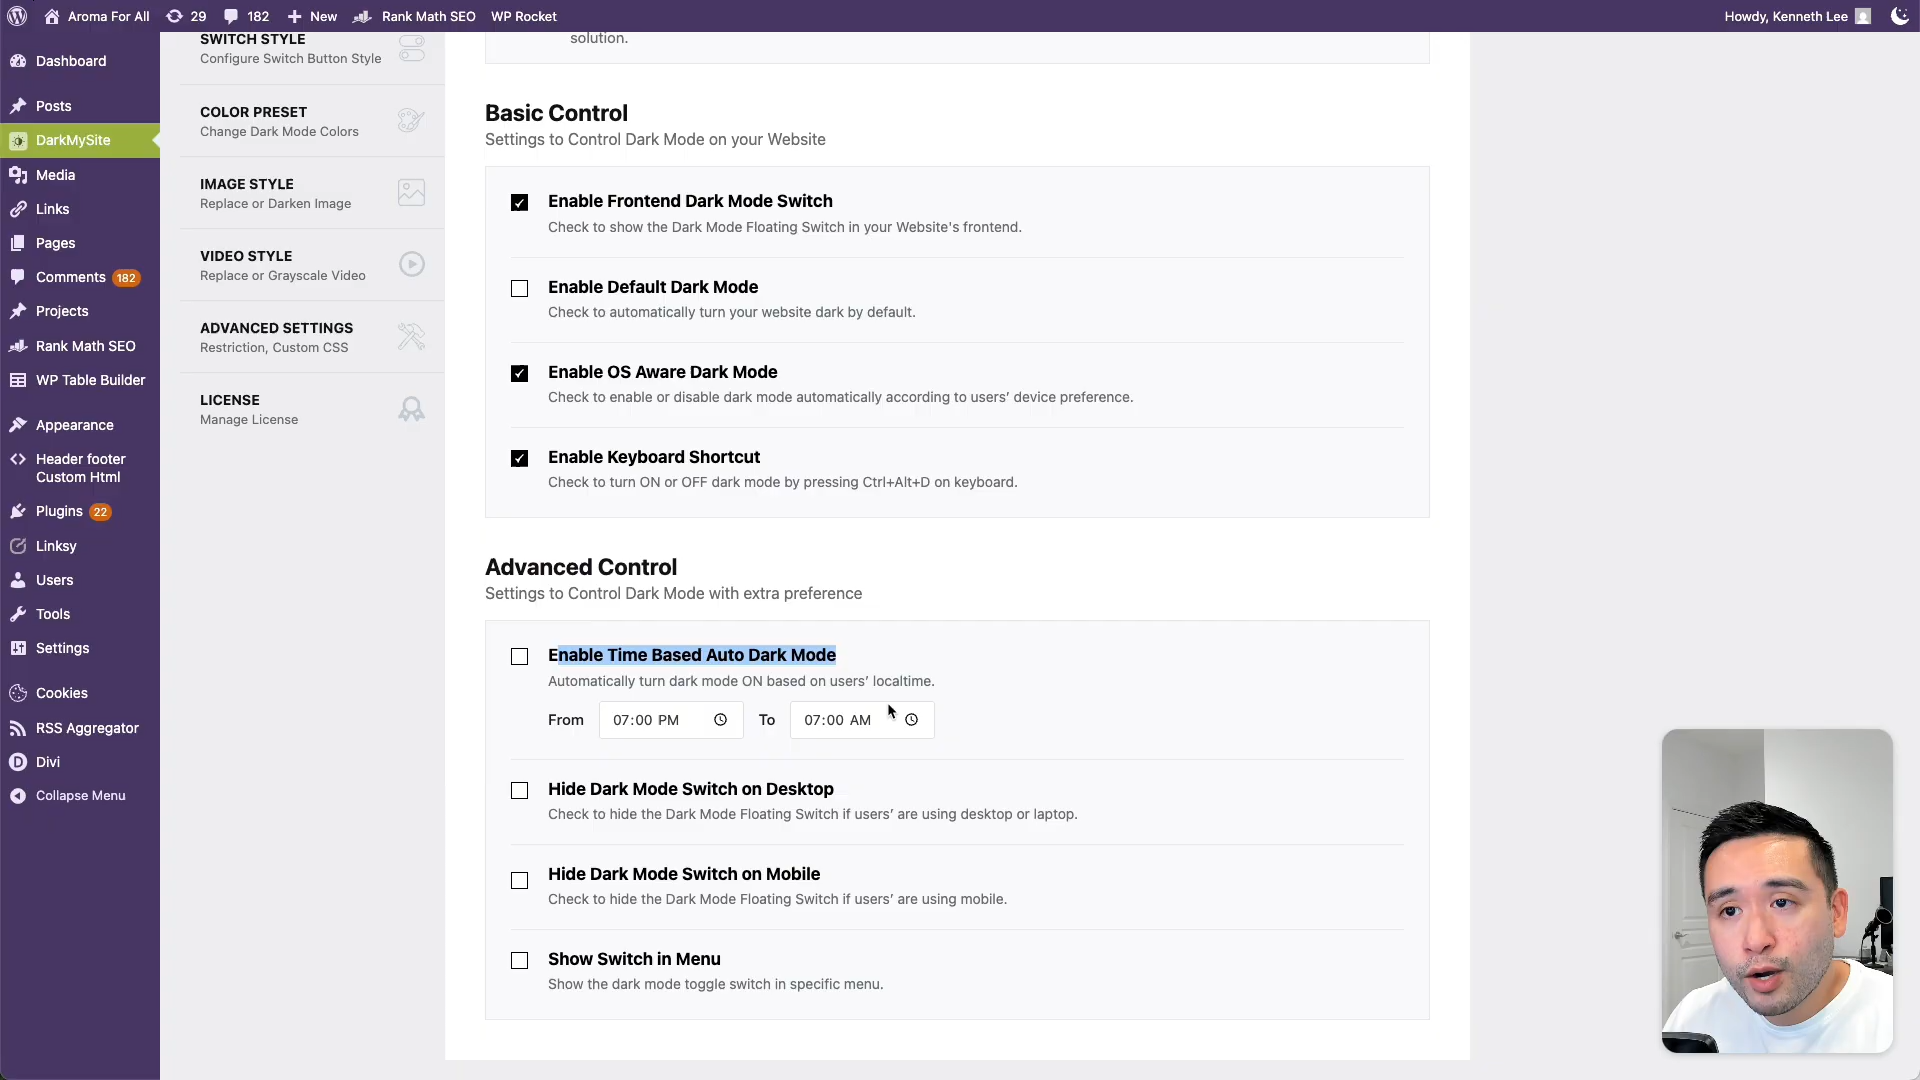 Aroma For All
29
182
New
Rank Math SEO
WP Rocket
Howdy, Kenneth Lee
Dashboard
Posts
DarkMySite
Media
Links
Pages
Comments 182
Projects
Rank Math SEO
WP Table Builder
Appearance
Header footer
Custom Html
Plugins 22
Linksy
Users
Tools
Settings
Cookies
RSS Aggregator
Divi
Collapse Menu
SWITCH STYLE
Configure Switch Button Style
COLOR PRESET
Change Dark Mode Colors
IMAGE STYLE
Replace or Darken Image
VIDEO STYLE
Replace or Grayscale Video
ADVANCED SETTINGS
Restriction, Custom CSS
LICENSE
Manage License
solution.
Basic Control
Settings to Control Dark Mode on your Website
Enable Frontend Dark Mode Switch
Check to show the Dark Mode Floating Switch in your Website's frontend.
Enable Default Dark Mode
Check to automatically turn your website dark by default.
Enable OS Aware Dark Mode
Check to enable or disable dark mode automatically according to users’ device preference.
Enable Keyboard Shortcut
Check to turn ON or OFF dark mode by pressing Ctrl+Alt+D on keyboard.
Advanced Control
Settings to Control Dark Mode with extra preference
Enable Time Based Auto Dark Mode
Automatically turn dark mode ON based on users’ localtime.
From 07:00 PM To 07:00 AM
Hide Dark Mode Switch on Desktop
Check to hide the Dark Mode Floating Switch if users’ are using desktop or laptop.
Hide Dark Mode Switch on Mobile
Check to hide the Dark Mode Floating Switch if users’ are using mobile.
Show Switch in Menu
Show the dark mode toggle switch in specific menu.